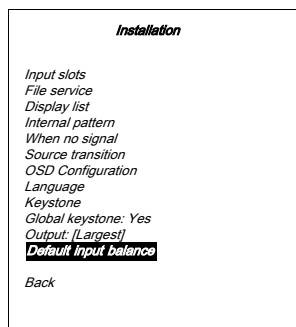 Installation
Input slots
File service
Display list
Internal pattern
When no signal
Source transition
OSD Configuration
Language
Keystone
Global keystone: Yes
Output: [Largest]
Default input balance
Back